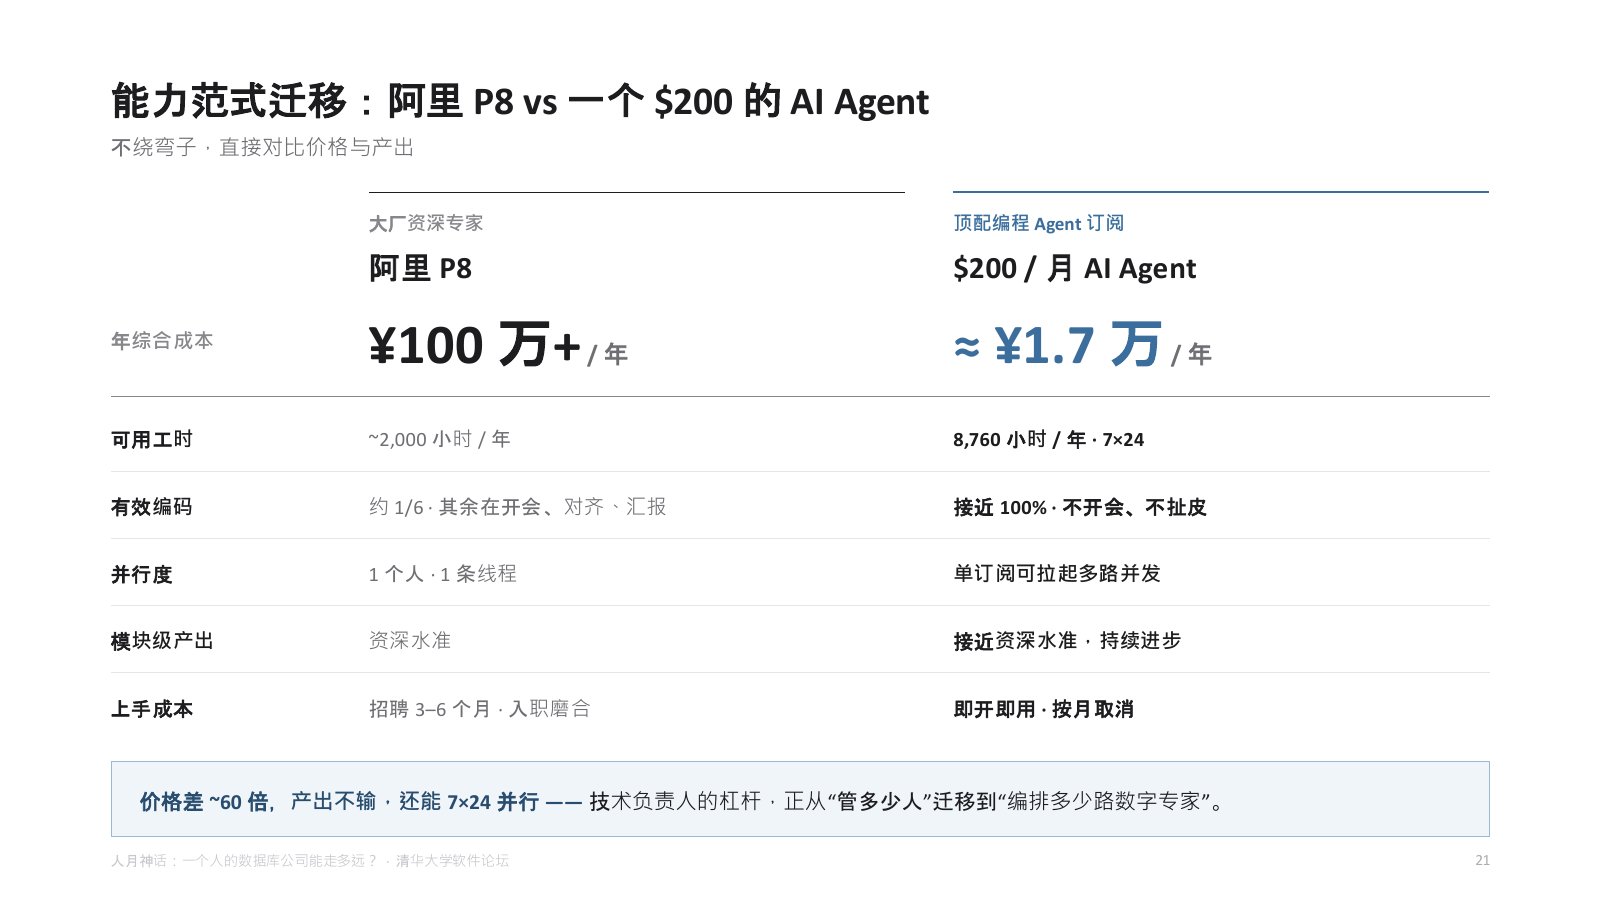 能力范式迁移：阿里 P8 vs 一个 $200 的 AI Agent
不绕弯子 · 直接对比价格与产出
大厂资深专家
顶配编程 Agent 订阅
阿里 P8
$200 / 月 AI Agent
年综合成本
¥100 万+ / 年
≈ ¥1.7 万 / 年
可用工时
~2,000 小时 / 年
8,760 小时 / 年 · 7×24
有效编码
约 1/6 · 其余在开会、对齐、汇报
接近 100% · 不开会、不扯皮
并行度
1 个人 · 1 条线程
单订阅可拉起多路并发
模块级产出
资深水准
接近资深水准 · 持续进步
上手成本
招聘 3–6 个月 · 入职磨合
即开即用 · 按月取消
价格差 ~60 倍，产出不输 · 还能 7×24 并行 —— 技术负责人的杠杆 · 正从“管多少人”迁移到“编排多少路数字专家”。
人月神话：一个人的数据库公司能走多远？ · 清华大学软件论坛
21